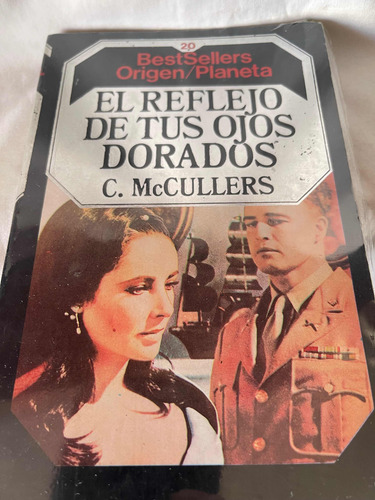 20
BestSellers
Origen/Planeta
EL REFLEJO
DE TUS OJOS
DORADOS
C. McCULLERS